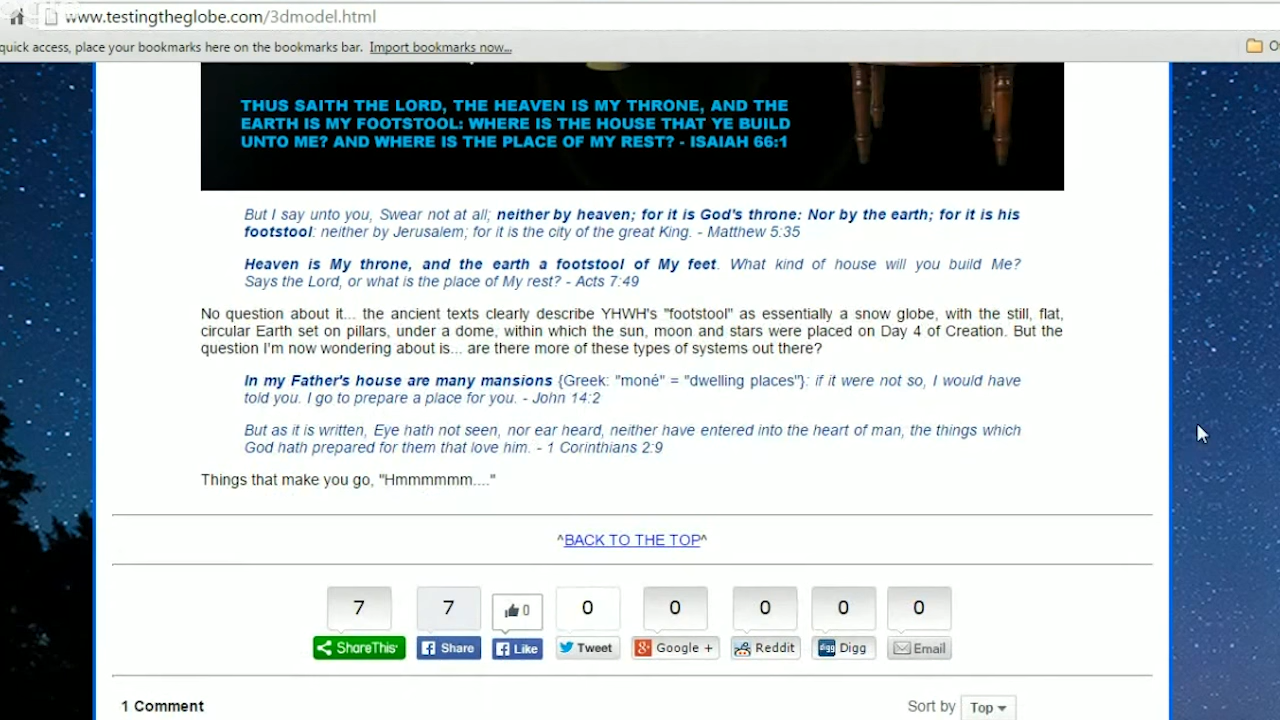 www.testingtheglobe.com/3dmodel.html
quick access, place your bookmarks here on the bookmarks bar. Import bookmarks now...
THUS SAITH THE LORD, THE HEAVEN IS MY THRONE, AND THE
EARTH IS MY FOOTSTOOL: WHERE IS THE HOUSE THAT YE BUILD
UNTO ME? AND WHERE IS THE PLACE OF MY REST? - ISAIAH 66:1
But I say unto you, Swear not at all; neither by heaven; for it is God's throne: Nor by the earth; for it is his
footstool: neither by Jerusalem; for it is the city of the great King. - Matthew 5:35
Heaven is My throne, and the earth a footstool of My feet. What kind of house will you build Me?
Says the Lord, or what is the place of My rest? - Acts 7:49
No question about it... the ancient texts clearly describe YHWH's "footstool" as essentially a snow globe, with the still, flat,
circular Earth set on pillars, under a dome, within which the sun, moon and stars were placed on Day 4 of Creation. But the
question I'm now wondering about is... are there more of these types of systems out there?
In my Father's house are many mansions {Greek: "moné" = "dwelling places"}: if it were not so, I would have
told you. I go to prepare a place for you. - John 14:2
But as it is written, Eye hath not seen, nor ear heard, neither have entered into the heart of man, the things which
God hath prepared for them that love him. - 1 Corinthians 2:9
Things that make you go, "Hmmmmmm...."
^BACK TO THE TOP^
7 7 0 0 0 0 0 0
ShareThis Share Like Tweet Google + Reddit Digg Email
1 Comment Sort by Top